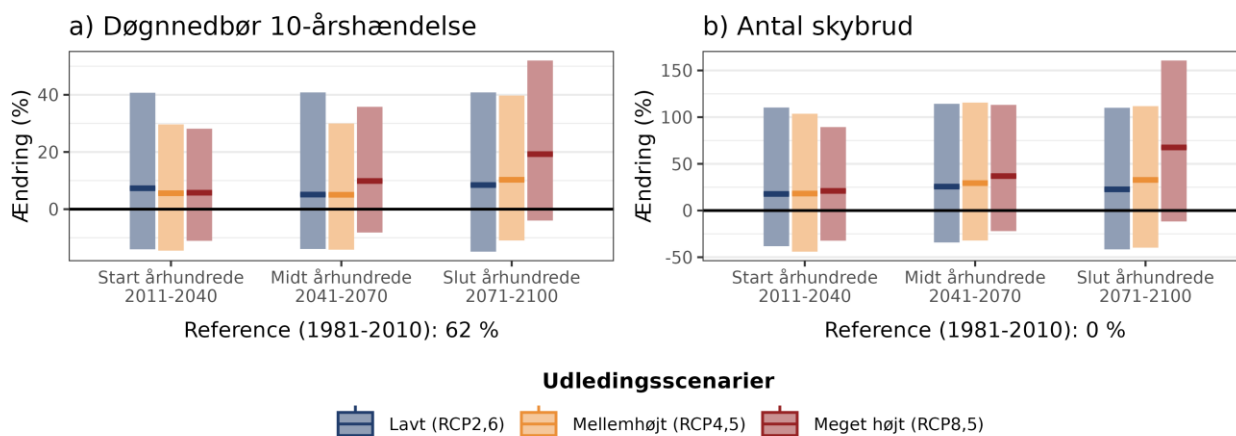 a) Døgnnedbør 10-årshændelse
Ændring (%)
40
20
0
Start århundrede
2011-2040
Midt århundrede
2041-2070
Slut århundrede
2071-2100
Reference (1981-2010): 62 %
b) Antal skybrud
Ændring (%)
150
100
50
0
-50
Start århundrede
2011-2040
Midt århundrede
2041-2070
Slut århundrede
2071-2100
Reference (1981-2010): 0 %
Udledingsscenarier
Lavt (RCP2,6)
Mellemhøjt (RCP4,5)
Meget højt (RCP8,5)